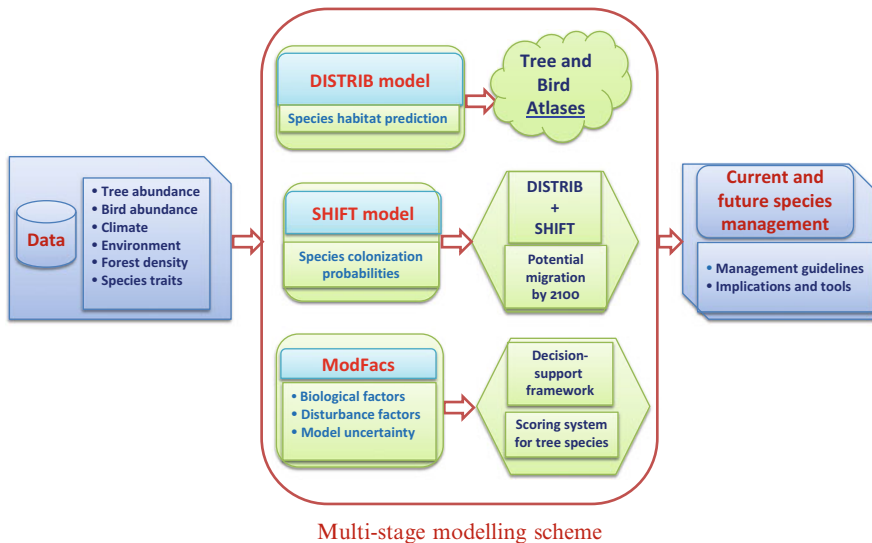 Data
• Tree abundance
• Bird abundance
• Climate
• Environment
• Forest density
• Species traits
DISTRIB model
Species habitat prediction
Tree and
Bird
Atlases
SHIFT model
Species colonization
probabilities
DISTRIB
+
SHIFT
Potential
migration
by 2100
ModFacs
• Biological factors
• Disturbance factors
• Model uncertainty
Decision-
support
framework
Scoring system
for tree species
Current and
future species
management
• Management guidelines
• Implications and tools
Multi-stage modelling scheme